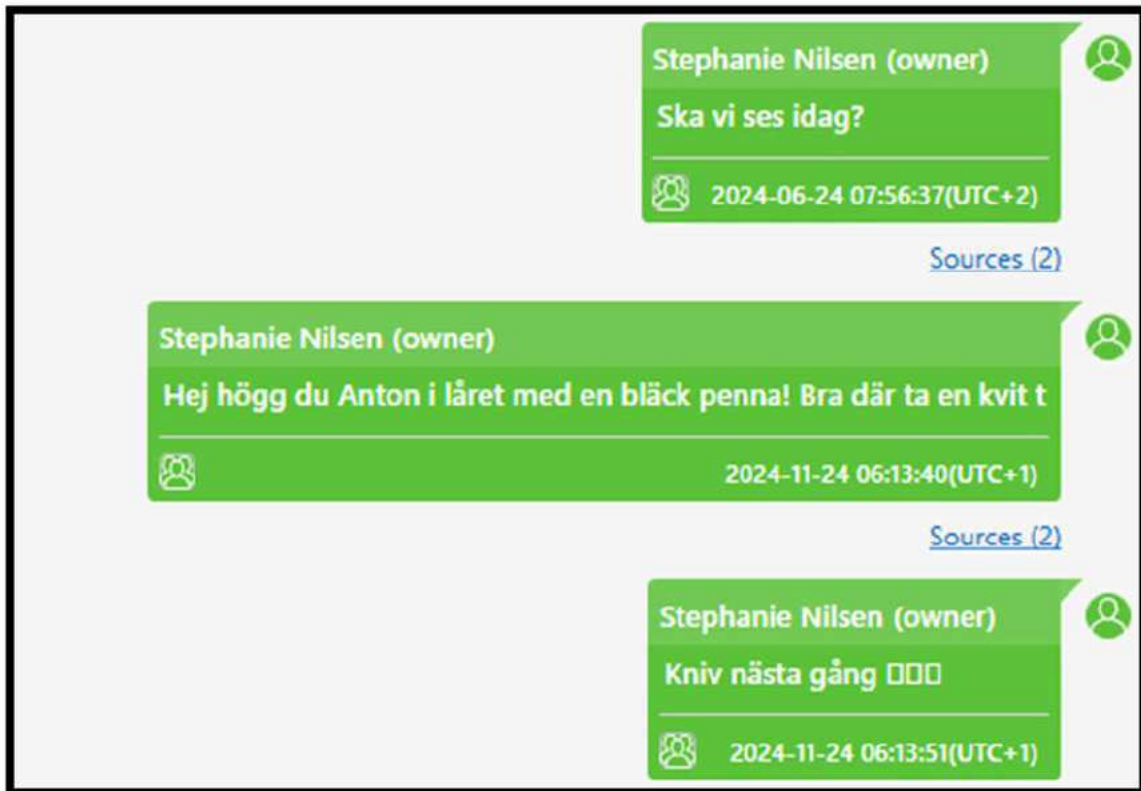 Stephanie Nilsen (owner)
Ska vi ses idag?
2024-06-24 07:56:37(UTC+2)
Sources (2)
Stephanie Nilsen (owner)
Hej högg du Anton i låret med en bläck penna! Bra där ta en kvit t
2024-11-24 06:13:40(UTC+1)
Sources (2)
Stephanie Nilsen (owner)
Kniv nästa gång □□□
2024-11-24 06:13:51(UTC+1)